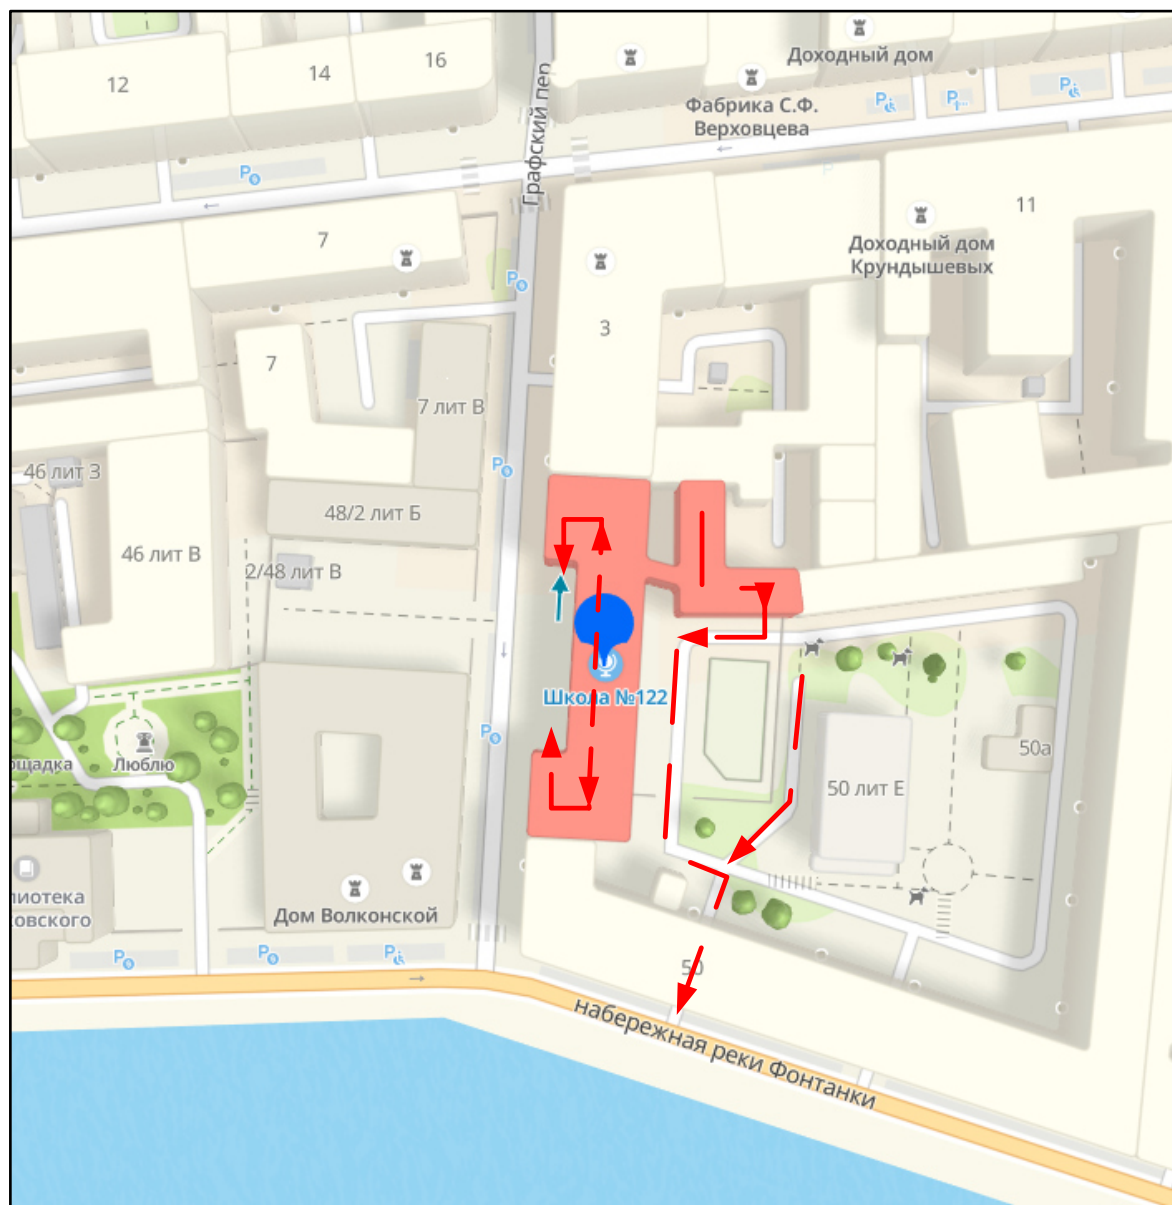 Доходный дом
12
14
16
Графский пер
Фабрика С.Ф.
Верховцева
P
P
P
P
P
7
11
Доходный дом
Крундышевых
P
3
7
7 лит В
P
46 лит З
48/2 лит Б
46 лит В
2/48 лит В
Школа №122
P
ощадка
Люблю
50а
50 лит Е
лиотека
овского
Дом Волконской
P
P
P
50
набережная реки Фонтанки